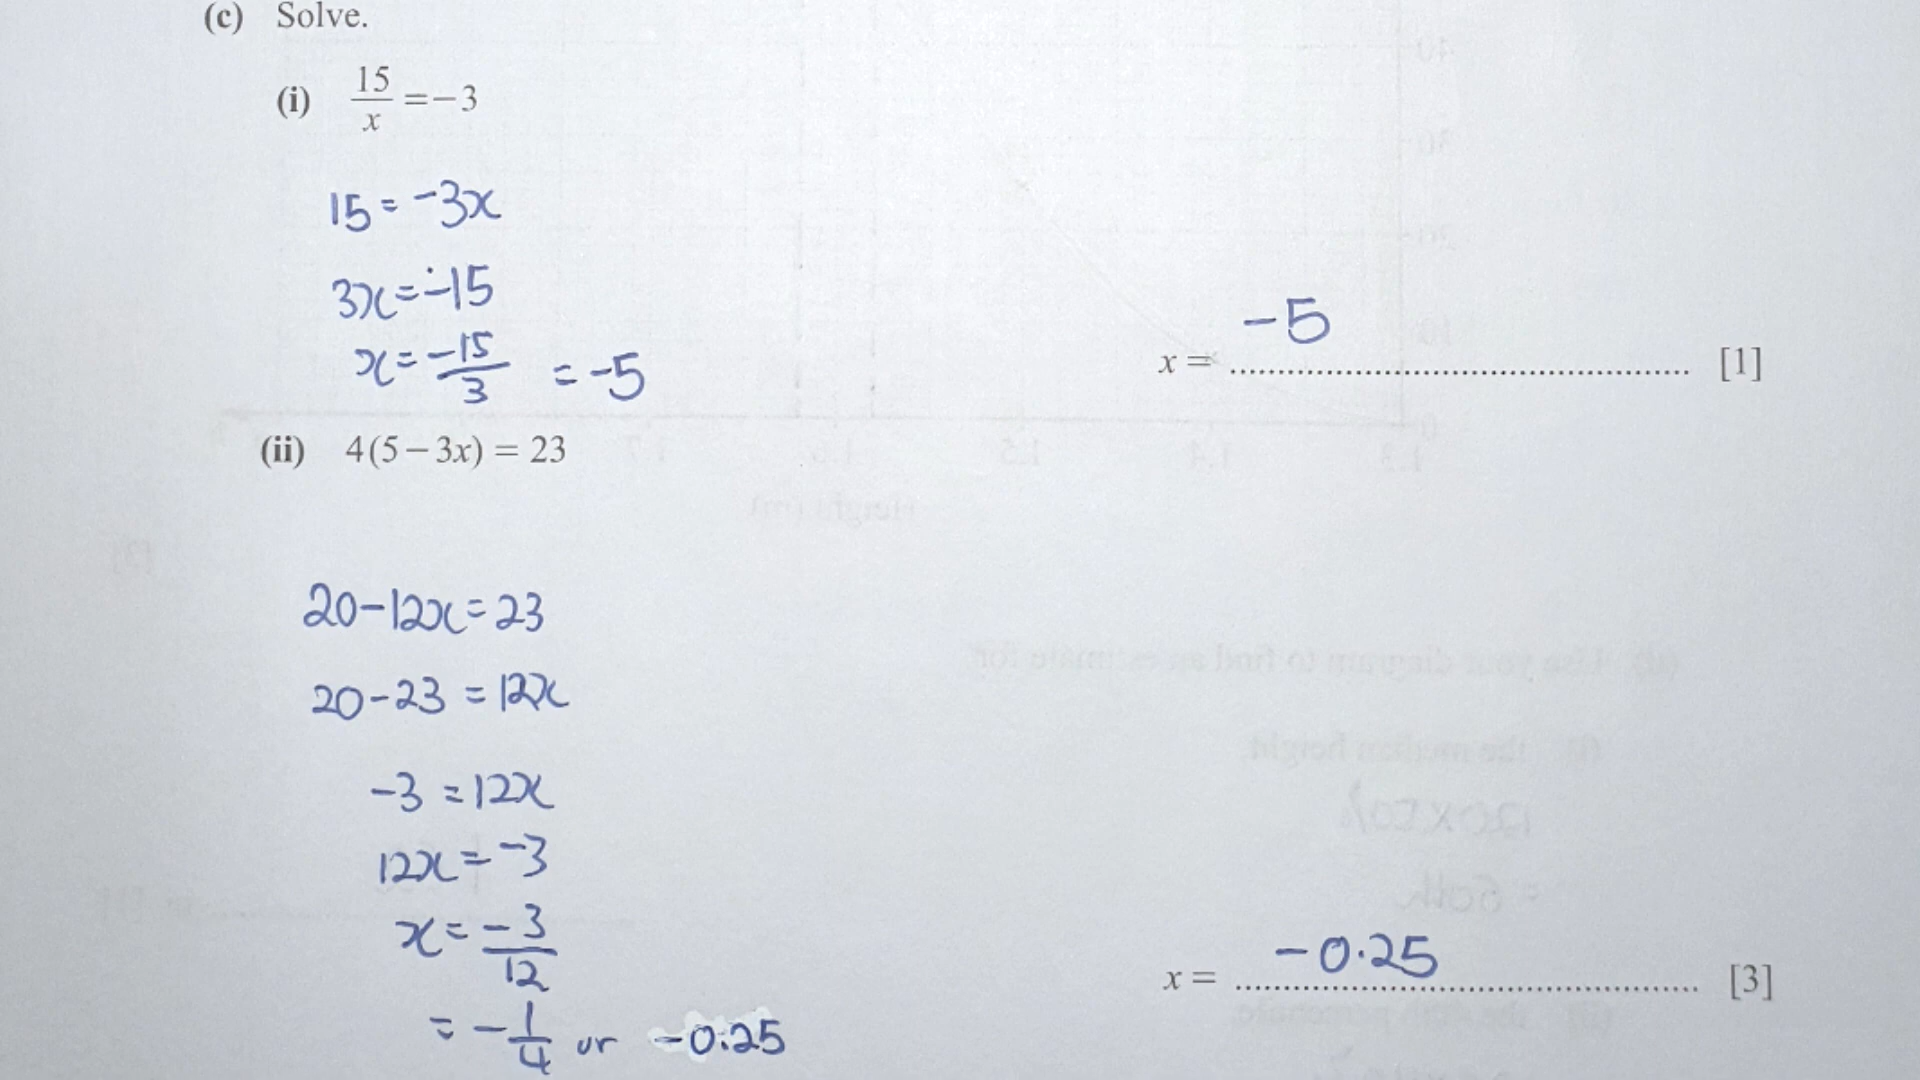 (c) Solve.
(i) 15/x = −3
15 = -3x
3x = -15
x = -15/3 = -5
-5
x = .................................................. [1]
(ii) 4(5 − 3x) = 23
20-12x = 23
20-23 = 12x
-3 = 12x
12x = -3
x = -3/12
-0.25
x = .................................................. [3]
= -1/4 or -0.25